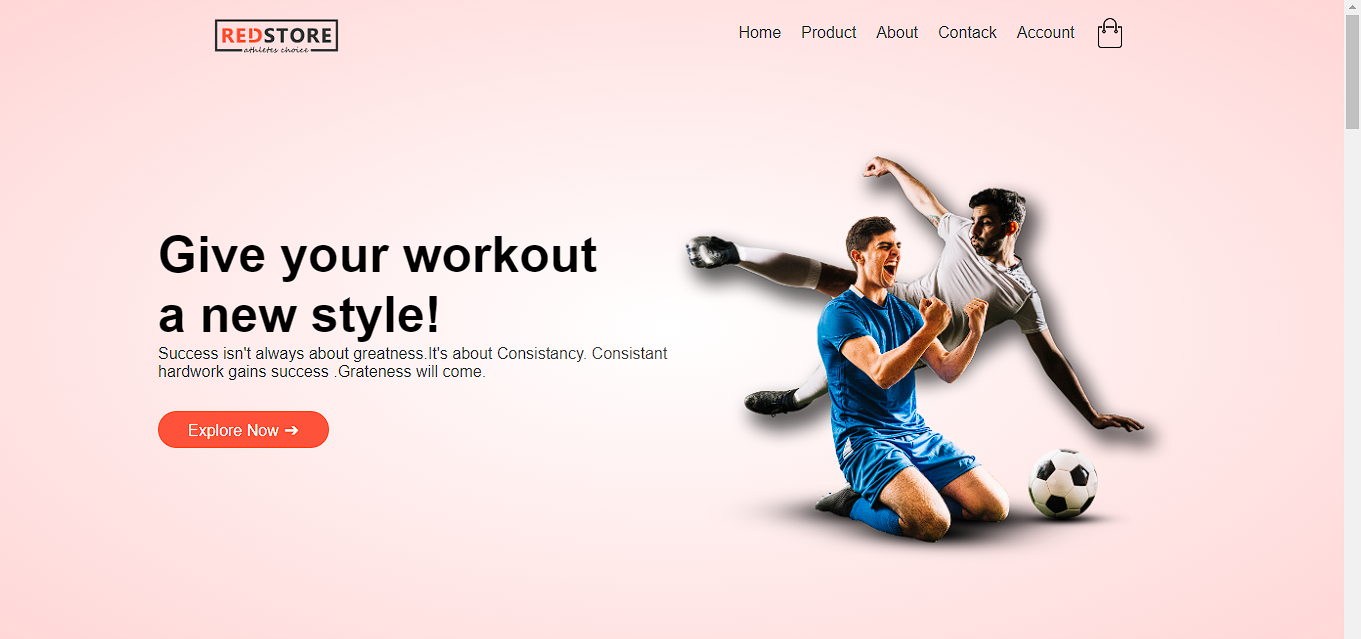 REDSTORE
athletes choice
Home Product About Contack Account
Give your workout
a new style!
Success isn't always about greatness.It's about Consistancy. Consistant
hardwork gains success .Grateness will come.
Explore Now ➔